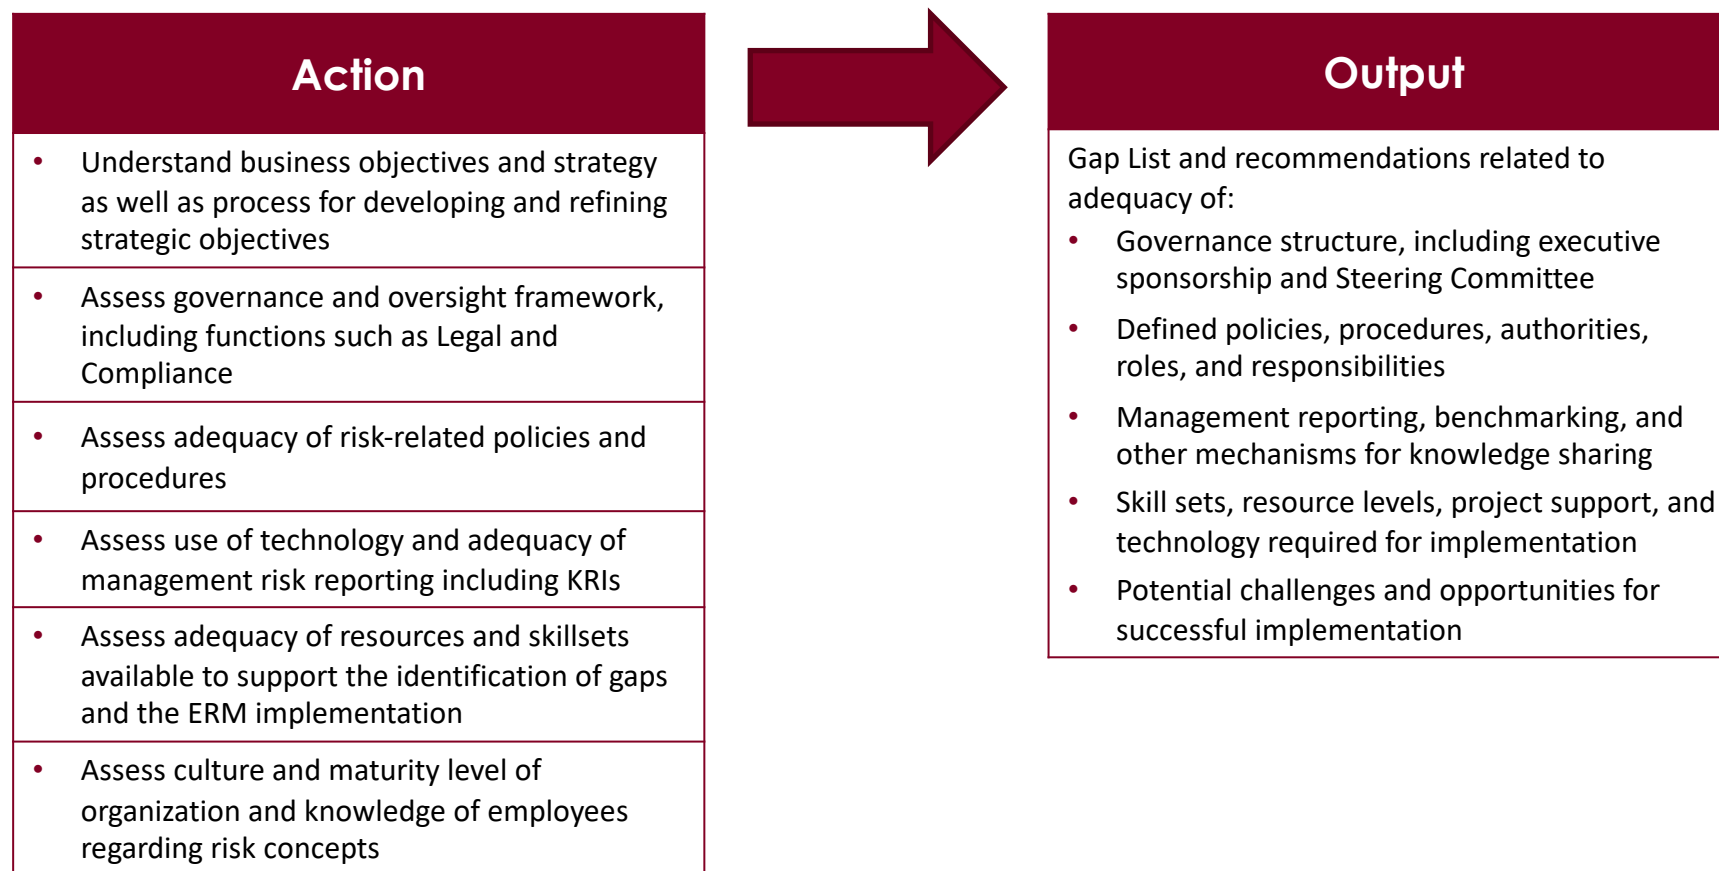 Action
• Understand business objectives and strategy
as well as process for developing and refining
strategic objectives
• Assess governance and oversight framework,
including functions such as Legal and
Compliance
• Assess adequacy of risk-related policies and
procedures
• Assess use of technology and adequacy of
management risk reporting including KRIs
• Assess adequacy of resources and skillsets
available to support the identification of gaps
and the ERM implementation
• Assess culture and maturity level of
organization and knowledge of employees
regarding risk concepts
Output
Gap List and recommendations related to
adequacy of:
• Governance structure, including executive
sponsorship and Steering Committee
• Defined policies, procedures, authorities,
roles, and responsibilities
• Management reporting, benchmarking, and
other mechanisms for knowledge sharing
• Skill sets, resource levels, project support, and
technology required for implementation
• Potential challenges and opportunities for
successful implementation